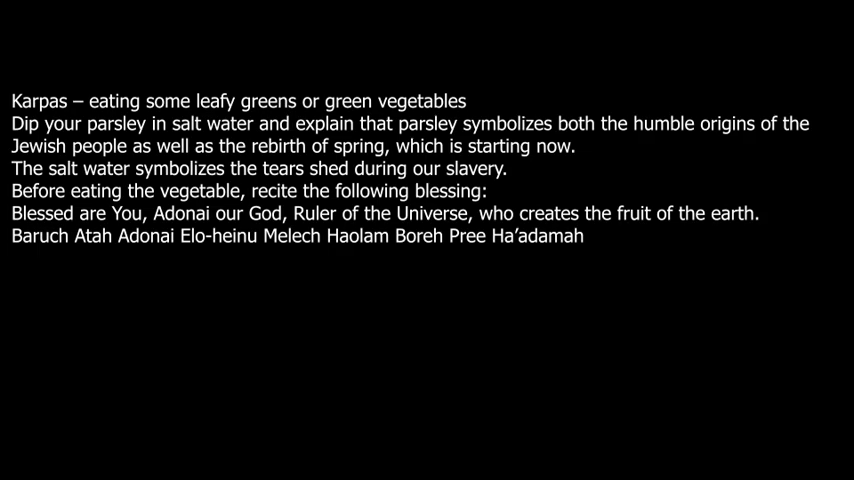 Karpas – eating some leafy greens or green vegetables
Dip your parsley in salt water and explain that parsley symbolizes both the humble origins of the
Jewish people as well as the rebirth of spring, which is starting now.
The salt water symbolizes the tears shed during our slavery.
Before eating the vegetable, recite the following blessing:
Blessed are You, Adonai our God, Ruler of the Universe, who creates the fruit of the earth.
Baruch Atah Adonai Elo-heinu Melech Haolam Boreh Pree Ha’adamah